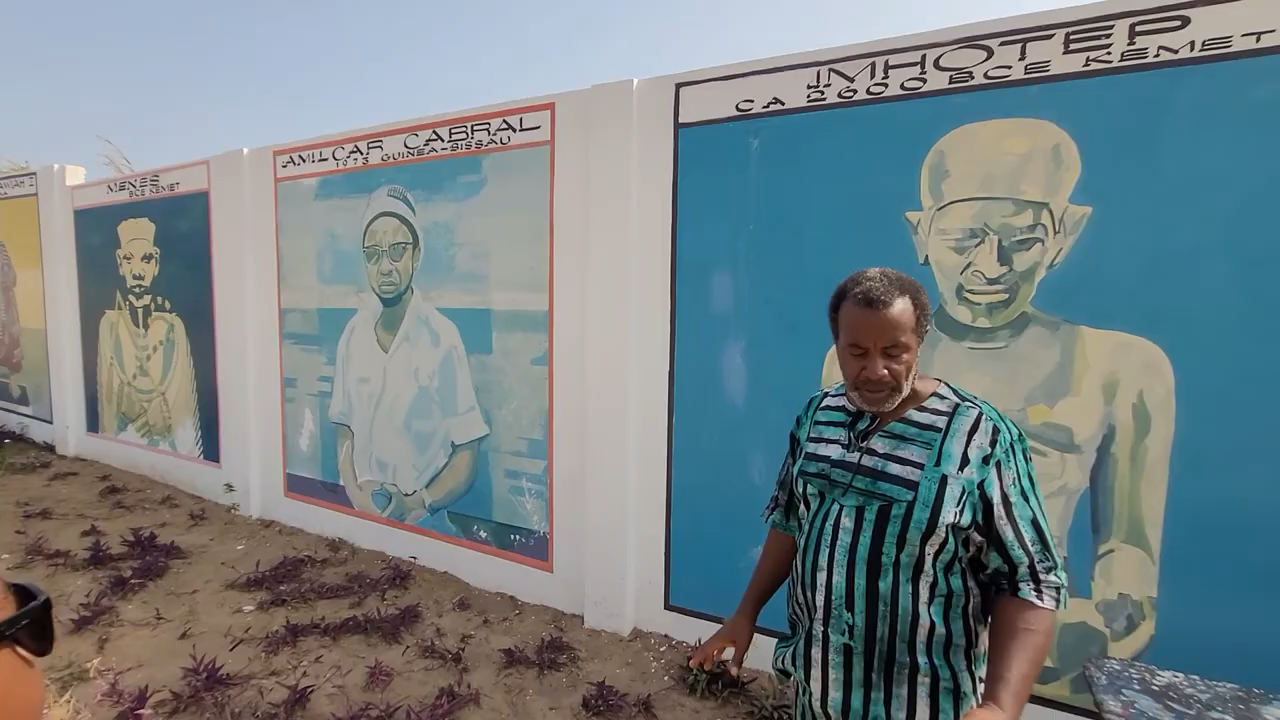 MENES
BCE KEMET
AMILCAR CABRAL
1973 GUINEA-BISSAU
IMHOTEP
CA 2600 BCE KEMET